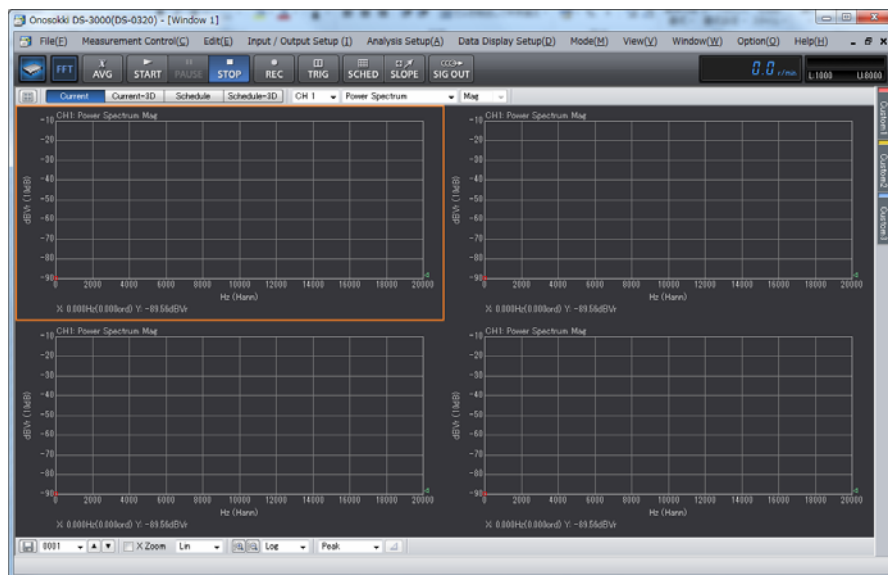 Onosokki DS-3000(DS-0320) - [Window 1]
File(F) Measurement Control(C) Edit(E) Input / Output Setup (I) Analysis Setup(A) Data Display Setup(D) Mode(M) View(V) Window(W) Option(O) Help(H)
FFT AVG START PAUSE STOP REC TRIG SCHED SLOPE SIG OUT 0.0 r/min L:1000 U:8000
Current Current-3D Schedule Schedule-3D CH 1 Power Spectrum Mag
Custom1
Custom2
Custom3
CH1: Power Spectrum Mag
-10
-20
-30
-40
-50
-60
-70
-80
-90
dBVr (10dB)
0 2000 4000 6000 8000 10000 12000 14000 16000 18000 20000
Hz (Hann)
X: 0.000Hz(0.000ord) Y: -89.56dBVr
CH1: Power Spectrum Mag
-10
-20
-30
-40
-50
-60
-70
-80
-90
dBVr (10dB)
0 2000 4000 6000 8000 10000 12000 14000 16000 18000 20000
Hz (Hann)
X: 0.000Hz(0.000ord) Y: -89.56dBVr
CH1: Power Spectrum Mag
-10
-20
-30
-40
-50
-60
-70
-80
-90
dBVr (10dB)
0 2000 4000 6000 8000 10000 12000 14000 16000 18000 20000
Hz (Hann)
X: 0.000Hz(0.000ord) Y: -89.56dBVr
CH1: Power Spectrum Mag
-10
-20
-30
-40
-50
-60
-70
-80
-90
dBVr (10dB)
0 2000 4000 6000 8000 10000 12000 14000 16000 18000 20000
Hz (Hann)
X: 0.000Hz(0.000ord) Y: -89.56dBVr
0001 X Zoom Lin Log Peak